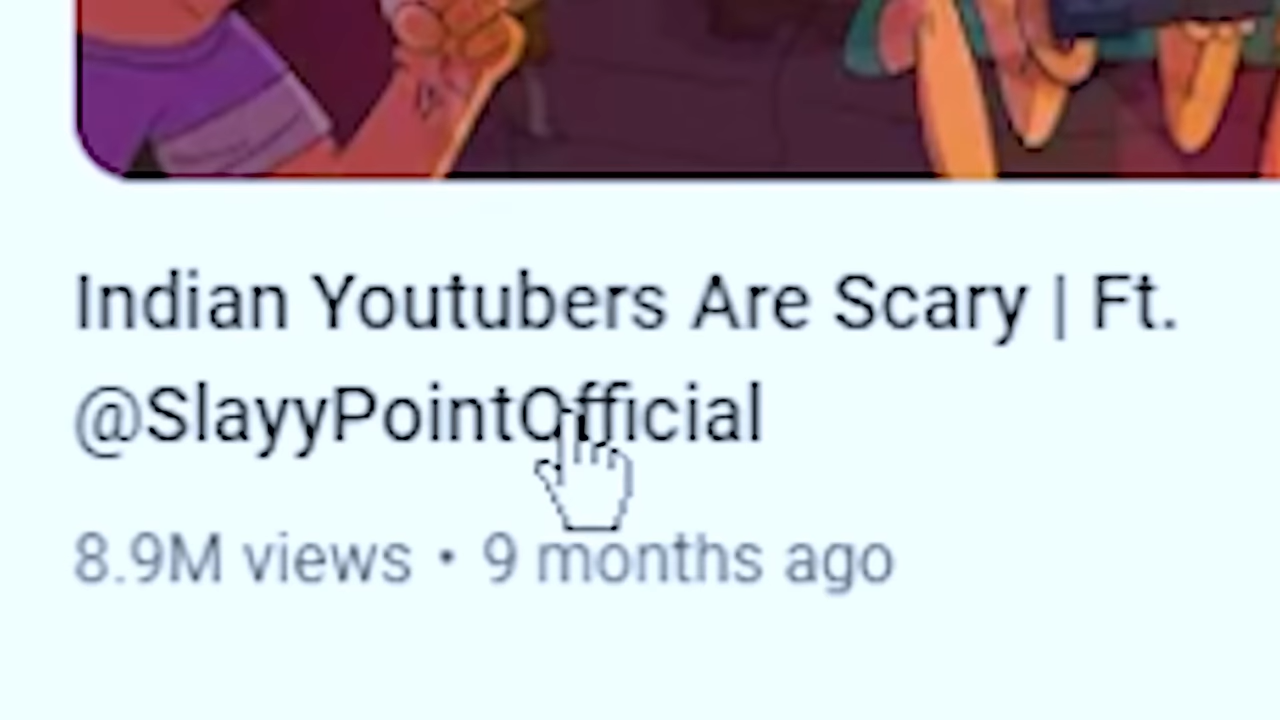 Indian Youtubers Are Scary | Ft.
@SlayyPointOfficial
8.9M views • 9 months ago